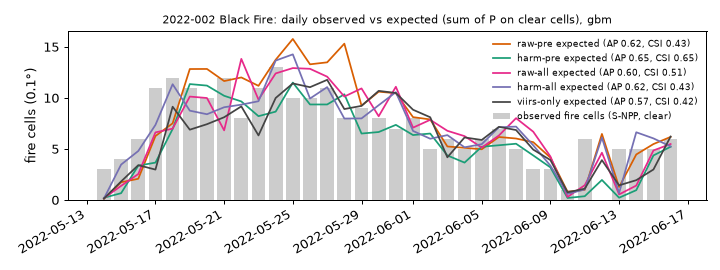 2022-002 Black Fire: daily observed vs expected (sum of P on clear cells), gbm
fire cells (0.1°)
15
10
5
0
raw-pre expected (AP 0.62, CSI 0.43)
harm-pre expected (AP 0.65, CSI 0.65)
raw-all expected (AP 0.60, CSI 0.51)
harm-all expected (AP 0.62, CSI 0.43)
viirs-only expected (AP 0.57, CSI 0.42)
observed fire cells (S-NPP, clear)
2022-05-13
2022-05-17
2022-05-21
2022-05-25
2022-05-29
2022-06-01
2022-06-05
2022-06-09
2022-06-13
2022-06-17